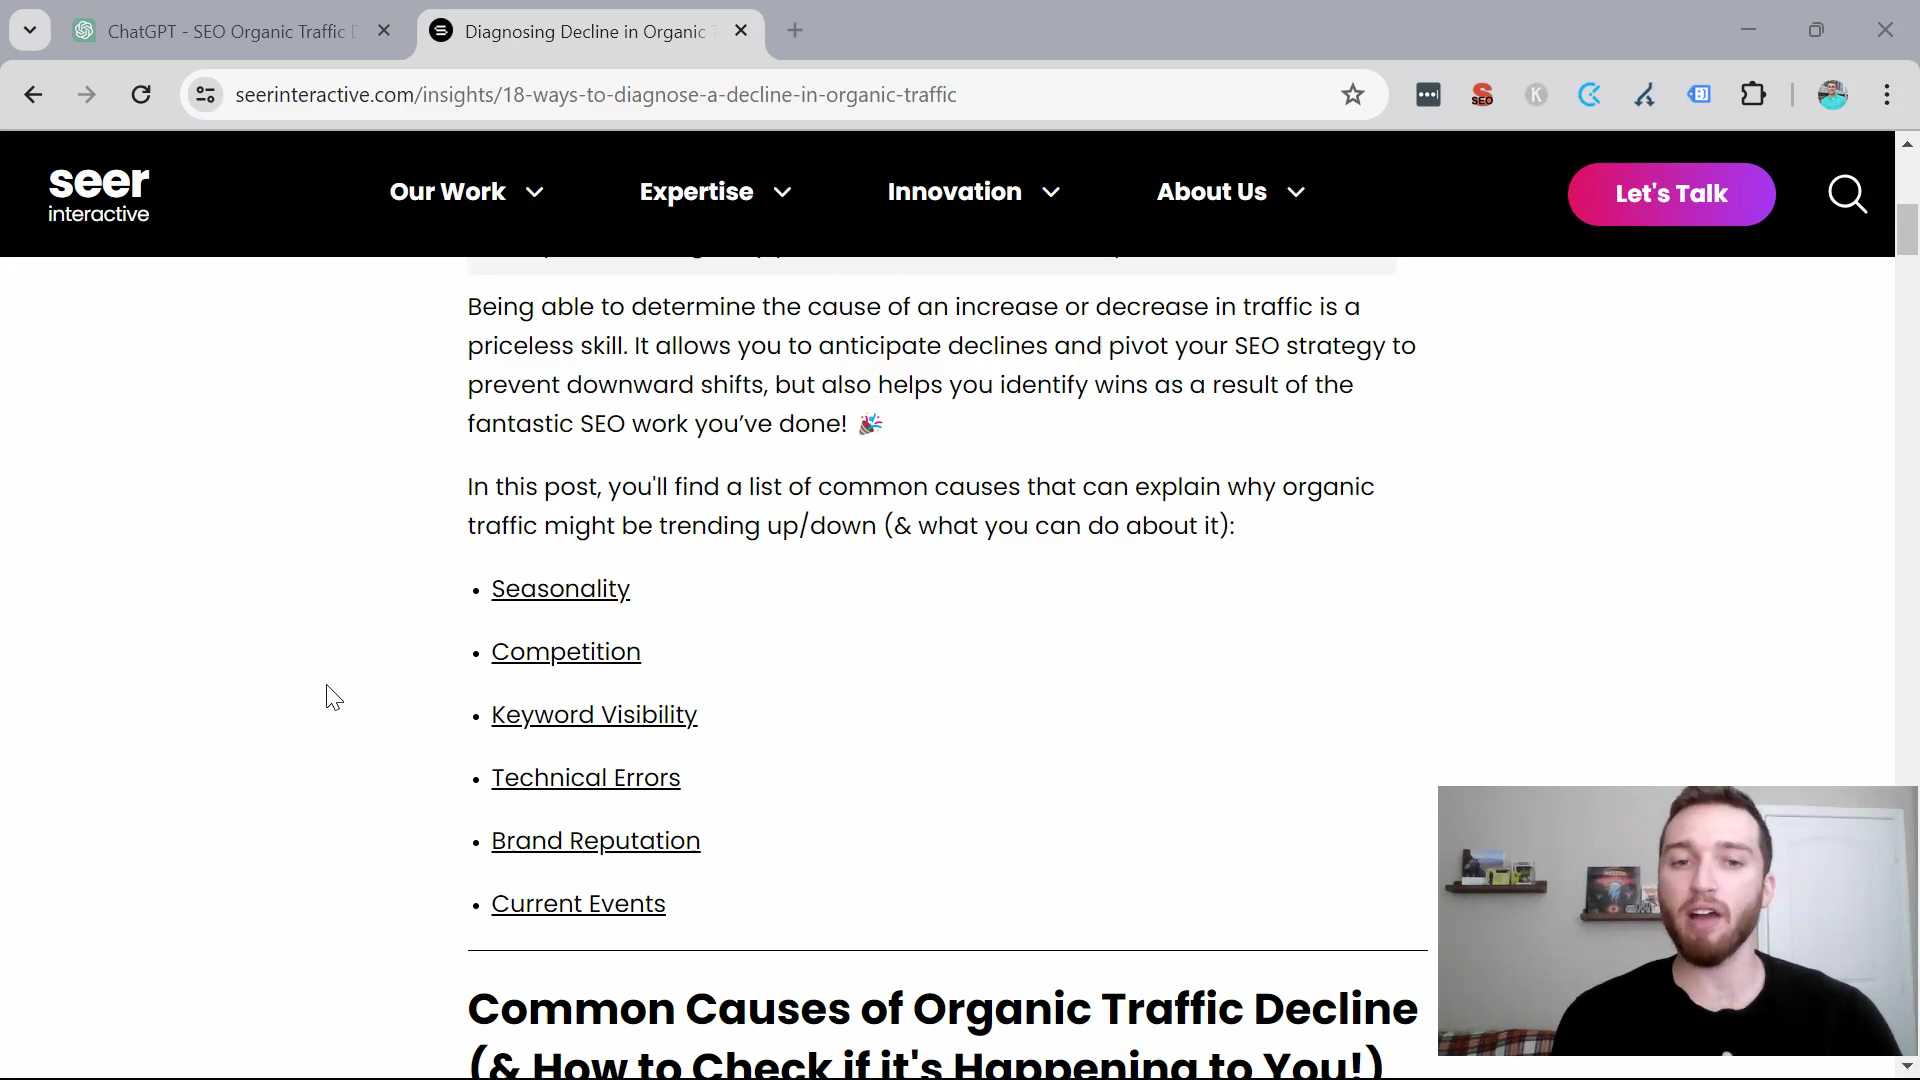 ChatGPT - SEO Organic Traffic
Diagnosing Decline in Organic
seerinteractive.com/insights/18-ways-to-diagnose-a-decline-in-organic-traffic
SEO
K
seer
interactive
Our Work
Expertise
Innovation
About Us
Let's Talk
Being able to determine the cause of an increase or decrease in traffic is a
priceless skill. It allows you to anticipate declines and pivot your SEO strategy to
prevent downward shifts, but also helps you identify wins as a result of the
fantastic SEO work you’ve done! 🎉
In this post, you'll find a list of common causes that can explain why organic
traffic might be trending up/down (& what you can do about it):
• Seasonality
• Competition
• Keyword Visibility
• Technical Errors
• Brand Reputation
• Current Events
Common Causes of Organic Traffic Decline
(& How to Check if it's Happening to You!)